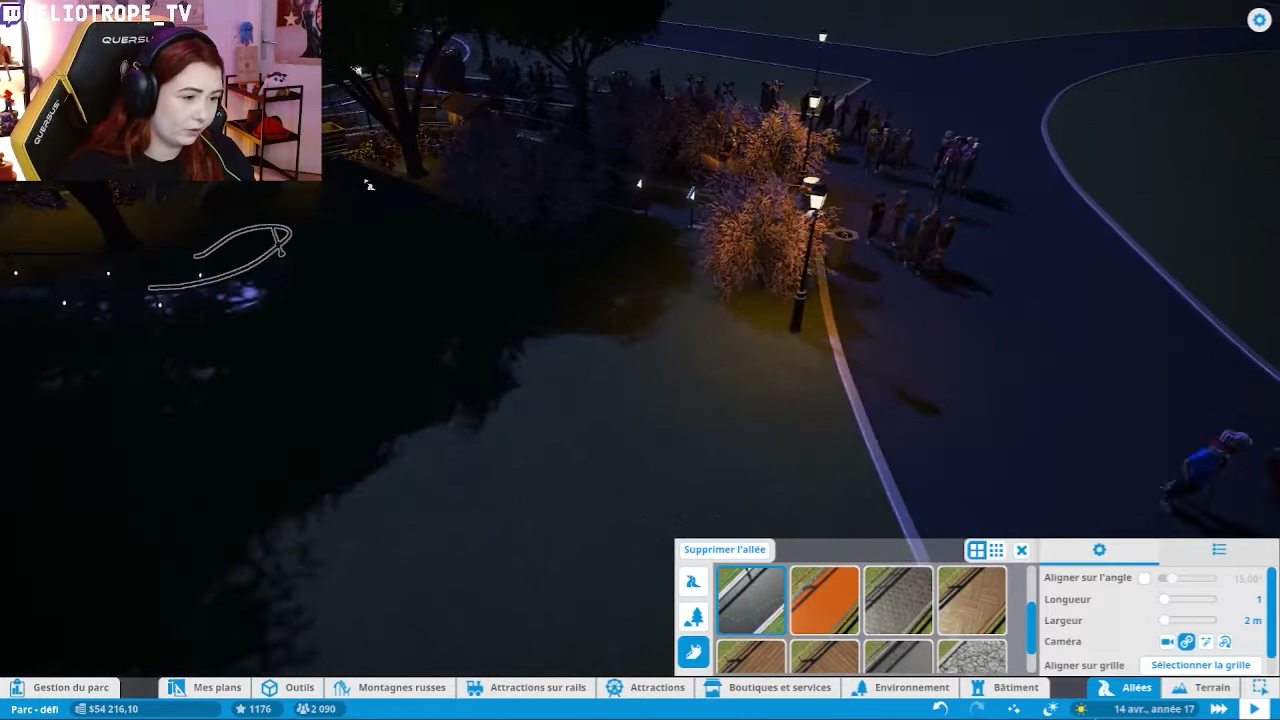 HELIOTROPE_TV
QUERSUS
QUERSUS
Supprimer l'allée
Aligner sur l'angle
15,00°
Longueur
1
Largeur
2 m
Caméra
Aligner sur grille
Sélectionner la grille
Gestion du parc
Mes plans
Outils
Montagnes russes
Attractions sur rails
Attractions
Boutiques et services
Environnement
Bâtiment
Allées
Terrain
Parc - défi
$54 216,10
1176
2 090
14 avr., année 17